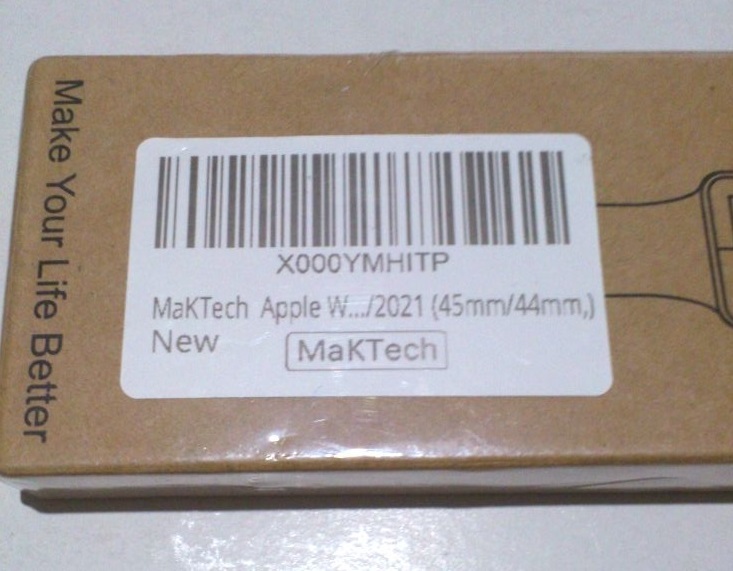 Make Your Life Better
X000YMHITP
MaKTech Apple W.../2021 (45mm/44mm,)
New
MaKTech